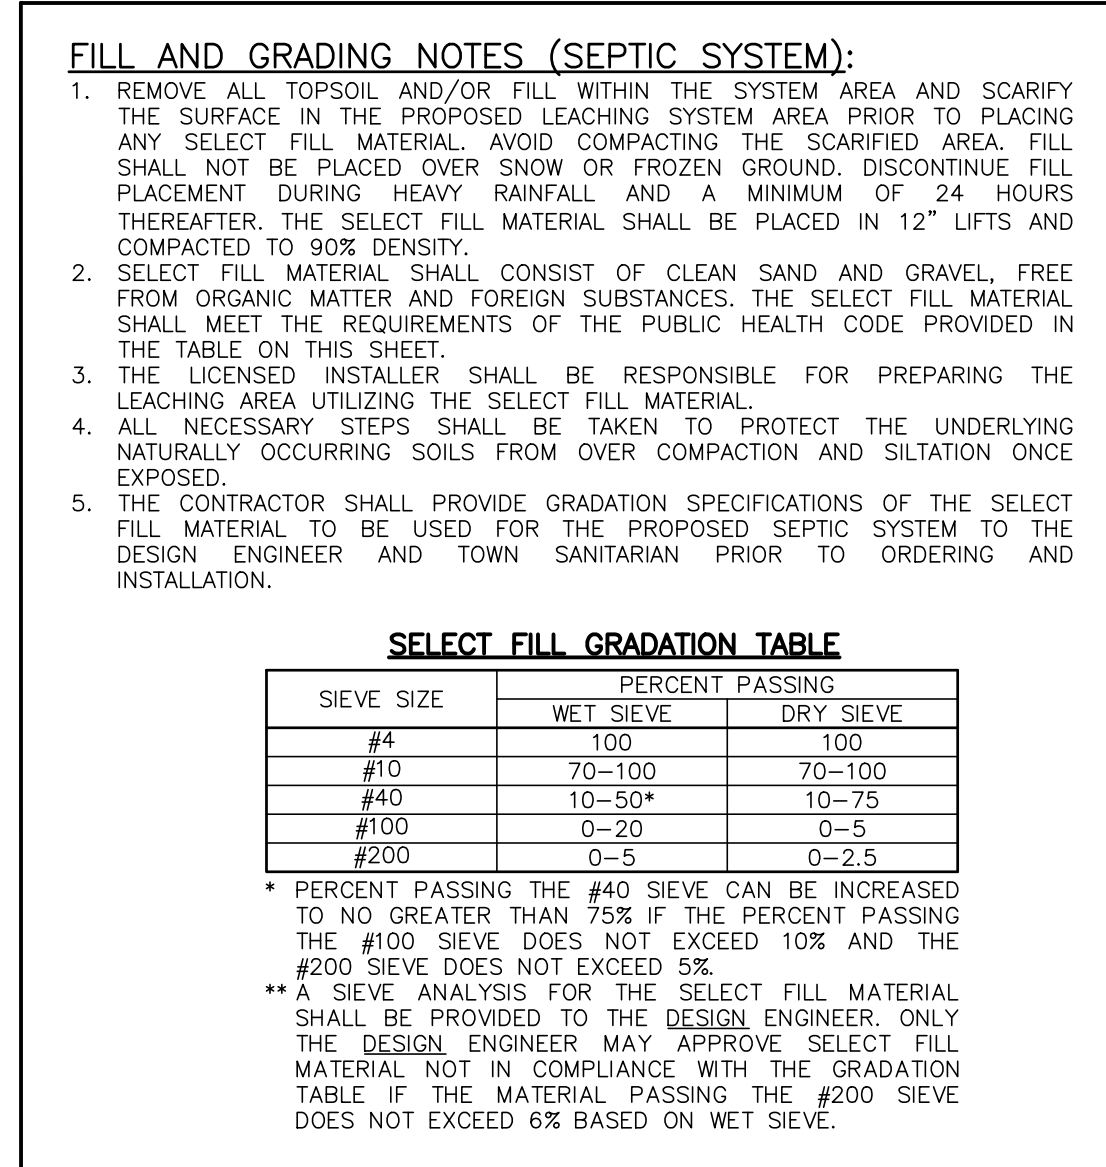 FILL AND GRADING NOTES (SEPTIC SYSTEM):
1. REMOVE ALL TOPSOIL AND/OR FILL WITHIN THE SYSTEM AREA AND SCARIFY
THE SURFACE IN THE PROPOSED LEACHING SYSTEM AREA PRIOR TO PLACING
ANY SELECT FILL MATERIAL. AVOID COMPACTING THE SCARIFIED AREA. FILL
SHALL NOT BE PLACED OVER SNOW OR FROZEN GROUND. DISCONTINUE FILL
PLACEMENT DURING HEAVY RAINFALL AND A MINIMUM OF 24 HOURS
THEREAFTER. THE SELECT FILL MATERIAL SHALL BE PLACED IN 12” LIFTS AND
COMPACTED TO 90% DENSITY.
2. SELECT FILL MATERIAL SHALL CONSIST OF CLEAN SAND AND GRAVEL, FREE
FROM ORGANIC MATTER AND FOREIGN SUBSTANCES. THE SELECT FILL MATERIAL
SHALL MEET THE REQUIREMENTS OF THE PUBLIC HEALTH CODE PROVIDED IN
THE TABLE ON THIS SHEET.
3. THE LICENSED INSTALLER SHALL BE RESPONSIBLE FOR PREPARING THE
LEACHING AREA UTILIZING THE SELECT FILL MATERIAL.
4. ALL NECESSARY STEPS SHALL BE TAKEN TO PROTECT THE UNDERLYING
NATURALLY OCCURRING SOILS FROM OVER COMPACTION AND SILTATION ONCE
EXPOSED.
5. THE CONTRACTOR SHALL PROVIDE GRADATION SPECIFICATIONS OF THE SELECT
FILL MATERIAL TO BE USED FOR THE PROPOSED SEPTIC SYSTEM TO THE
DESIGN ENGINEER AND TOWN SANITARIAN PRIOR TO ORDERING AND
INSTALLATION.
SELECT FILL GRADATION TABLE
SIEVE SIZE PERCENT PASSING
WET SIEVE DRY SIEVE
#4 100 100
#10 70-100 70-100
#40 10-50* 10-75
#100 0-20 0-5
#200 0-5 0-2.5
* PERCENT PASSING THE #40 SIEVE CAN BE INCREASED
TO NO GREATER THAN 75% IF THE PERCENT PASSING
THE #100 SIEVE DOES NOT EXCEED 10% AND THE
#200 SIEVE DOES NOT EXCEED 5%.
** A SIEVE ANALYSIS FOR THE SELECT FILL MATERIAL
SHALL BE PROVIDED TO THE DESIGN ENGINEER. ONLY
THE DESIGN ENGINEER MAY APPROVE SELECT FILL
MATERIAL NOT IN COMPLIANCE WITH THE GRADATION
TABLE IF THE MATERIAL PASSING THE #200 SIEVE
DOES NOT EXCEED 6% BASED ON WET SIEVE.